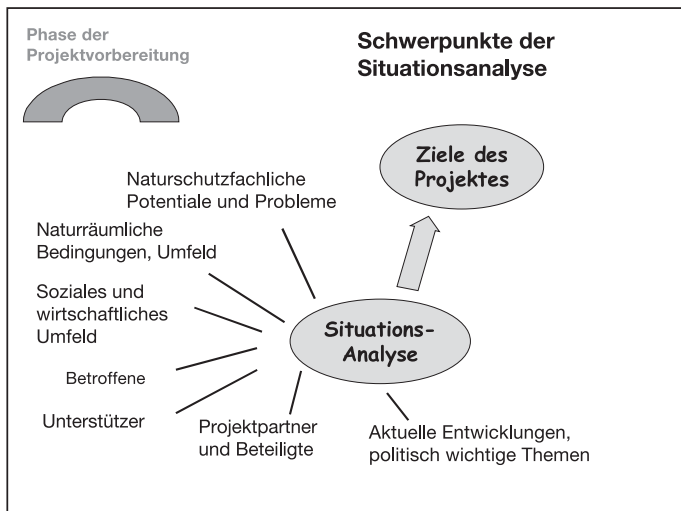 Phase der
Projektvorbereitung
Schwerpunkte der
Situationsanalyse
Ziele des
Projektes
Naturschutzfachliche
Potentiale und Probleme
Naturräumliche
Bedingungen, Umfeld
Soziales und
wirtschaftliches
Umfeld
Situations-
Analyse
Betroffene
Unterstützer
Projektpartner
und Beteiligte
Aktuelle Entwicklungen,
politisch wichtige Themen